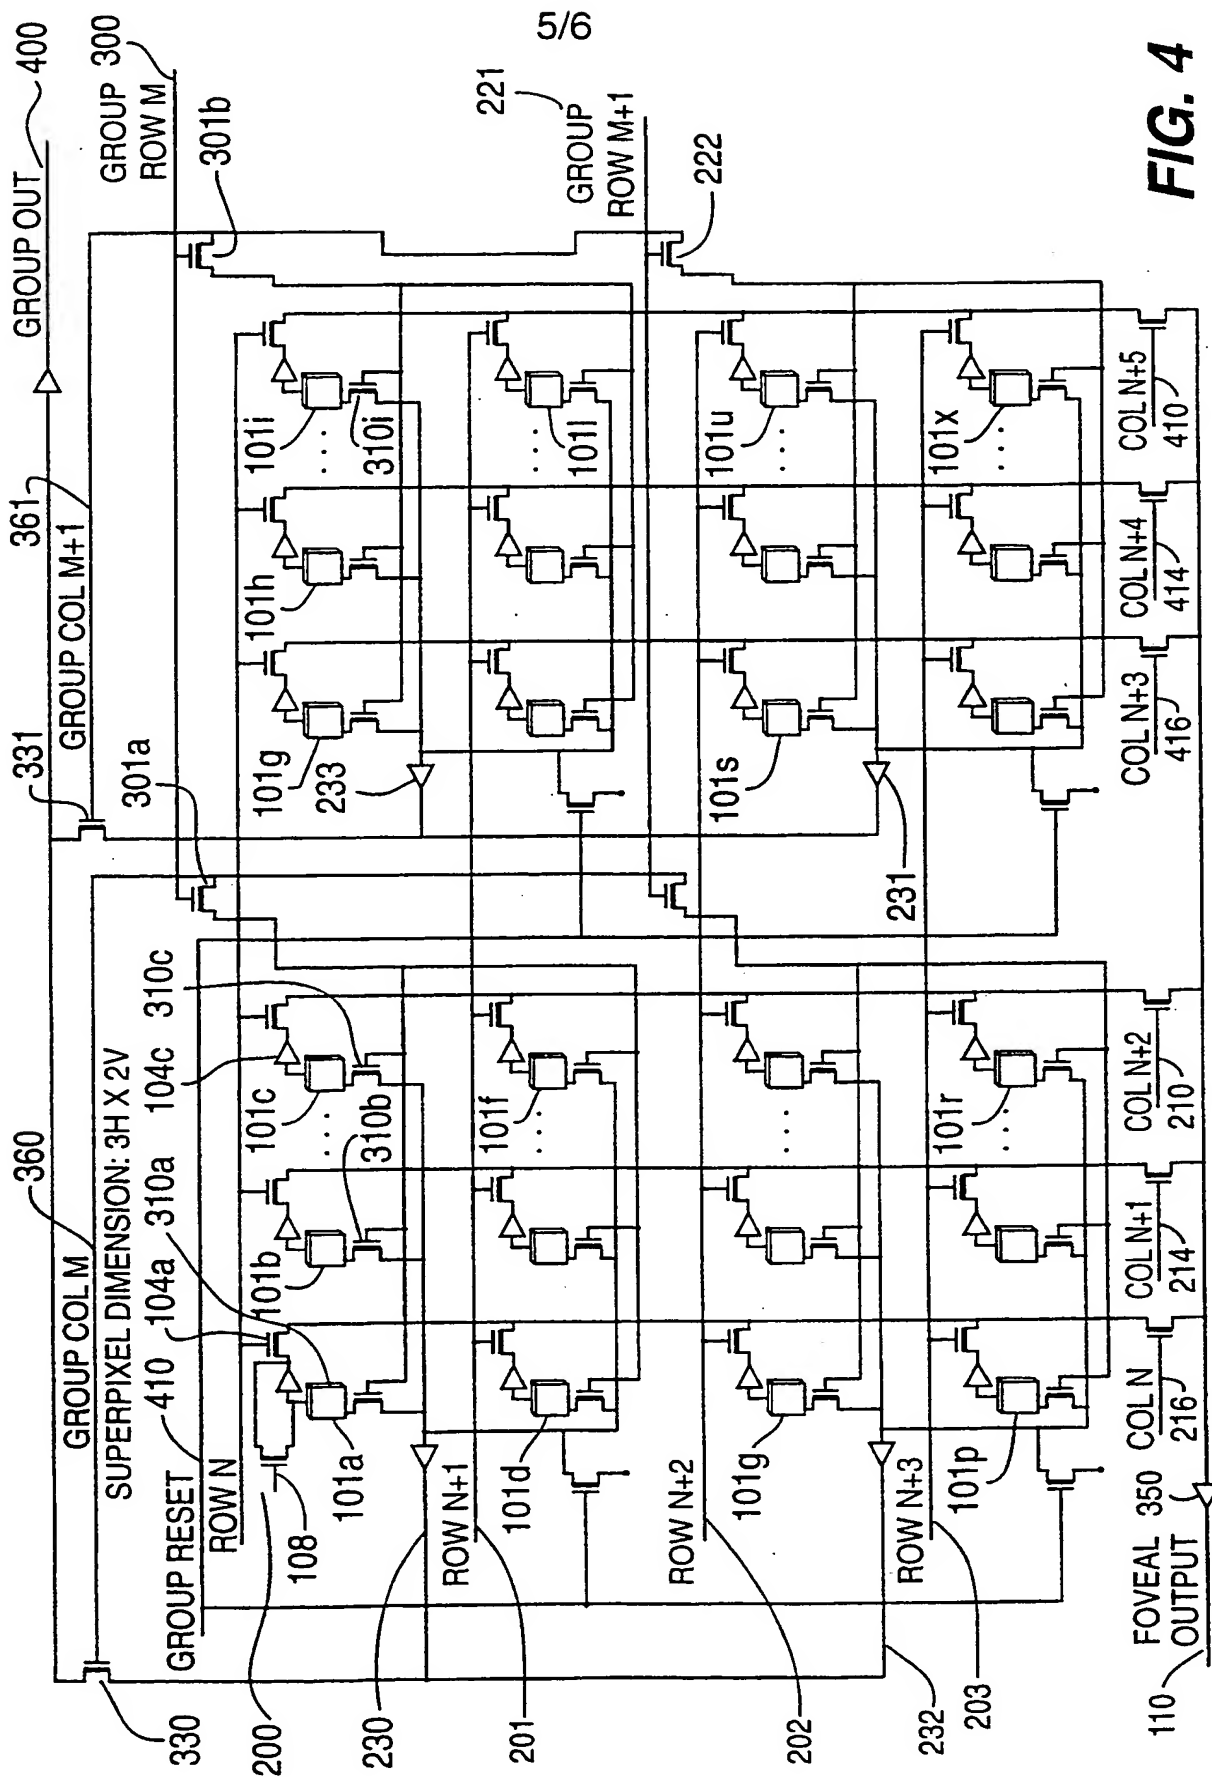 5/6
GROUP OUT 400
GROUP
ROW M
300
301b
331
GROUP COL M+1
361
301a
221
GROUP
ROW M+1
222
360
GROUP COL M
SUPERPIXEL DIMENSION: 3H X 2V
330
GROUP RESET
410
104a
310a
104c
310c
ROW N
200
108
101a
101b
310b
101c
101g
233
101h
101i
310i
230
ROW N+1
201
101d
101f
101l
ROW N+2
202
101g
101s
101u
231
232
ROW N+3
203
101p
101r
101x
FOVEAL
OUTPUT
350
110
COL N
216
COL N+1
214
COL N+2
210
COL N+3
416
COL N+4
414
COL N+5
410
FIG. 4